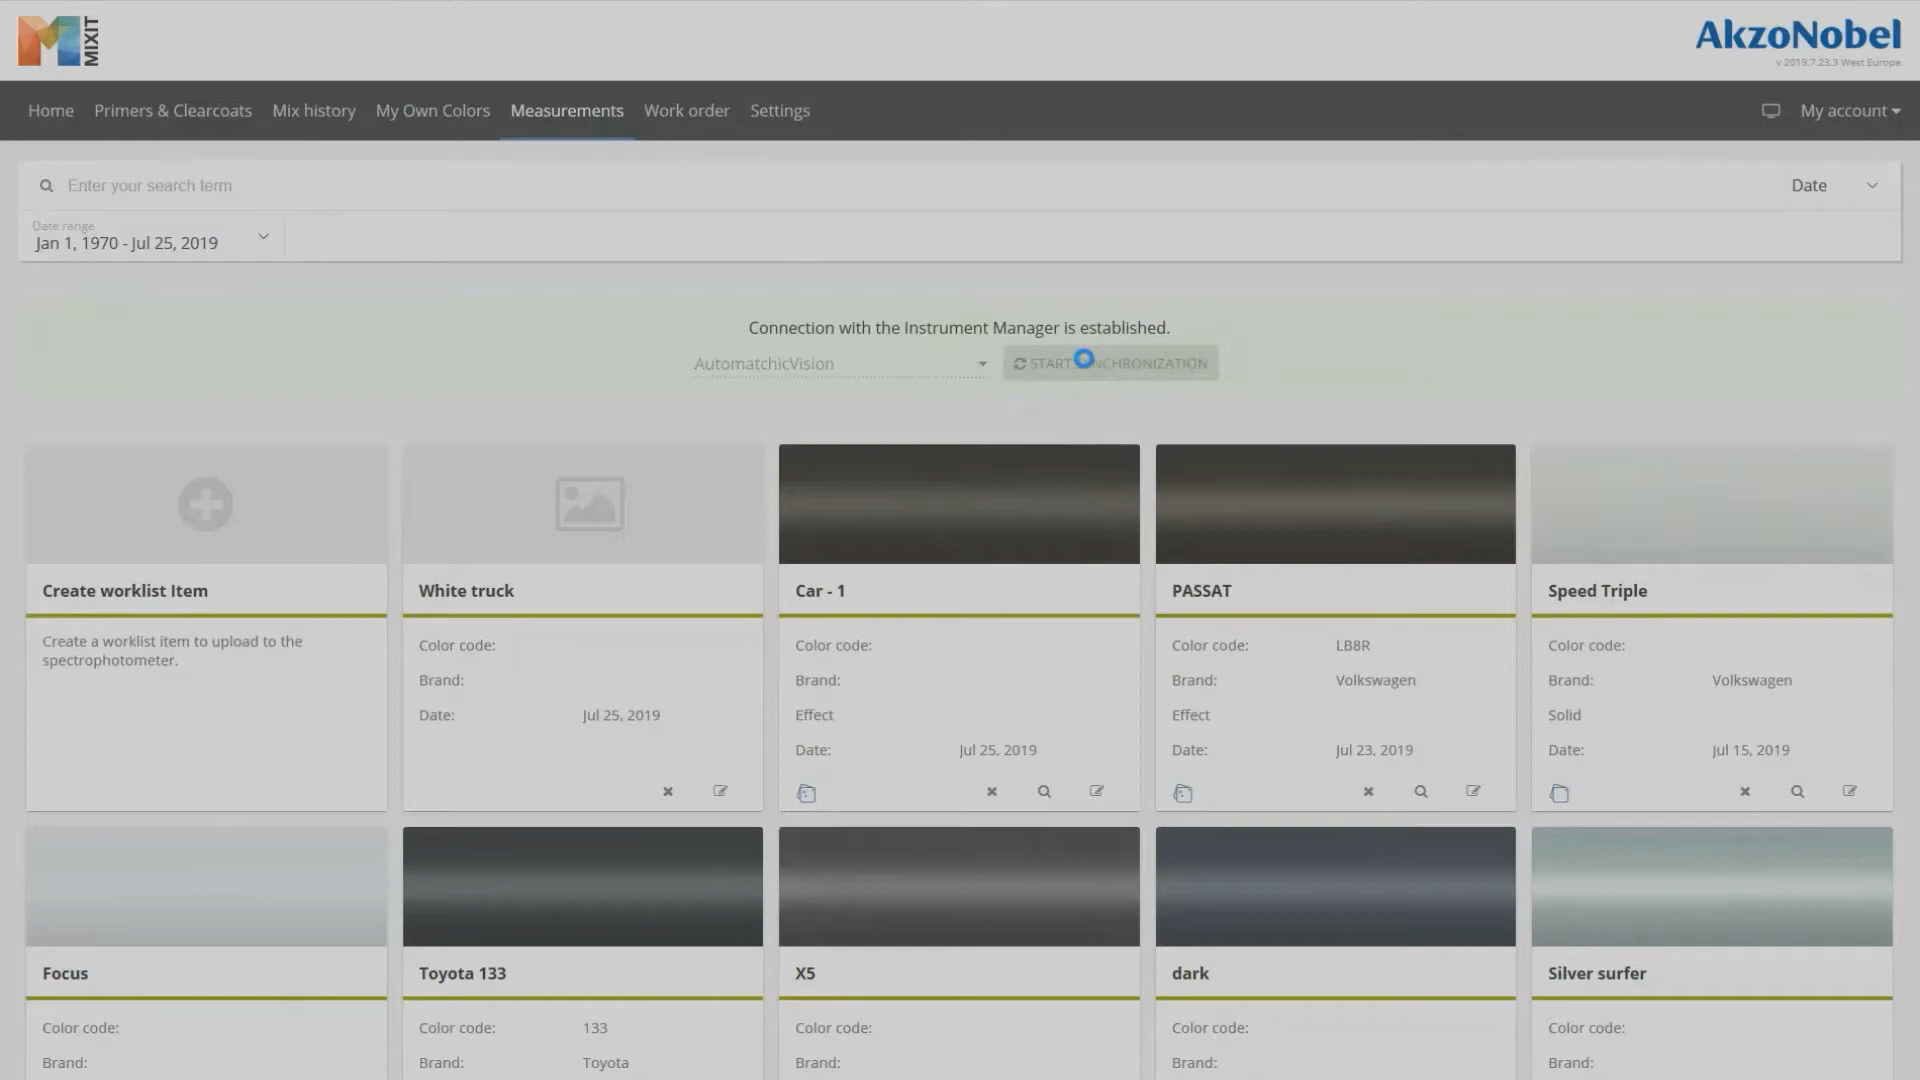 MIXIT
AkzoNobel
v 2019.7.23.3 West Europe
Home Primers & Clearcoats Mix history My Own Colors Measurements Work order Settings My account
Enter your search term Date
Date range
Jan 1, 1970 - Jul 25, 2019
Connection with the Instrument Manager is established.
AutomatchicVision START SYNCHRONIZATION
Create worklist Item
Create a worklist item to upload to the
spectrophotometer.
White truck
Color code:
Brand:
Date: Jul 25, 2019
Car - 1
Color code:
Brand:
Effect
Date: Jul 25, 2019
PASSAT
Color code: LB8R
Brand: Volkswagen
Effect
Date: Jul 23, 2019
Speed Triple
Color code:
Brand: Volkswagen
Solid
Date: Jul 15, 2019
Focus
Color code:
Brand:
Toyota 133
Color code: 133
Brand: Toyota
X5
Color code:
Brand:
dark
Color code:
Brand:
Silver surfer
Color code:
Brand: